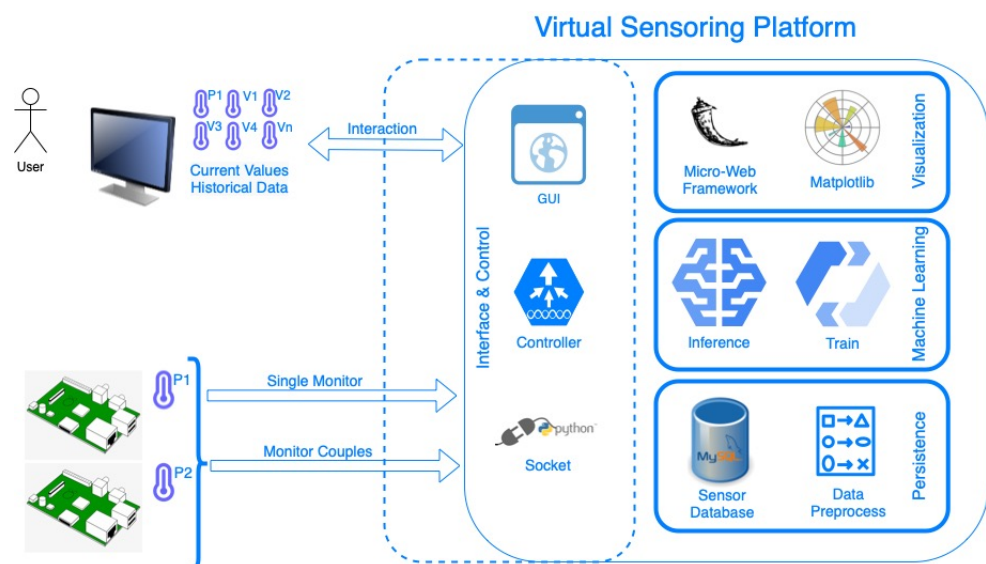 Virtual Sensoring Platform
User
P1 V1 V2
V3 V4 Vn
Current Values
Historical Data
Interaction
GUI
Interface & Control
Controller
python
Socket
P1
Single Monitor
Monitor Couples
P2
Micro-Web
Framework
Matplotlib
Visualization
Inference
Train
Machine Learning
MySQL
Sensor
Database
Data
Preprocess
Persistence